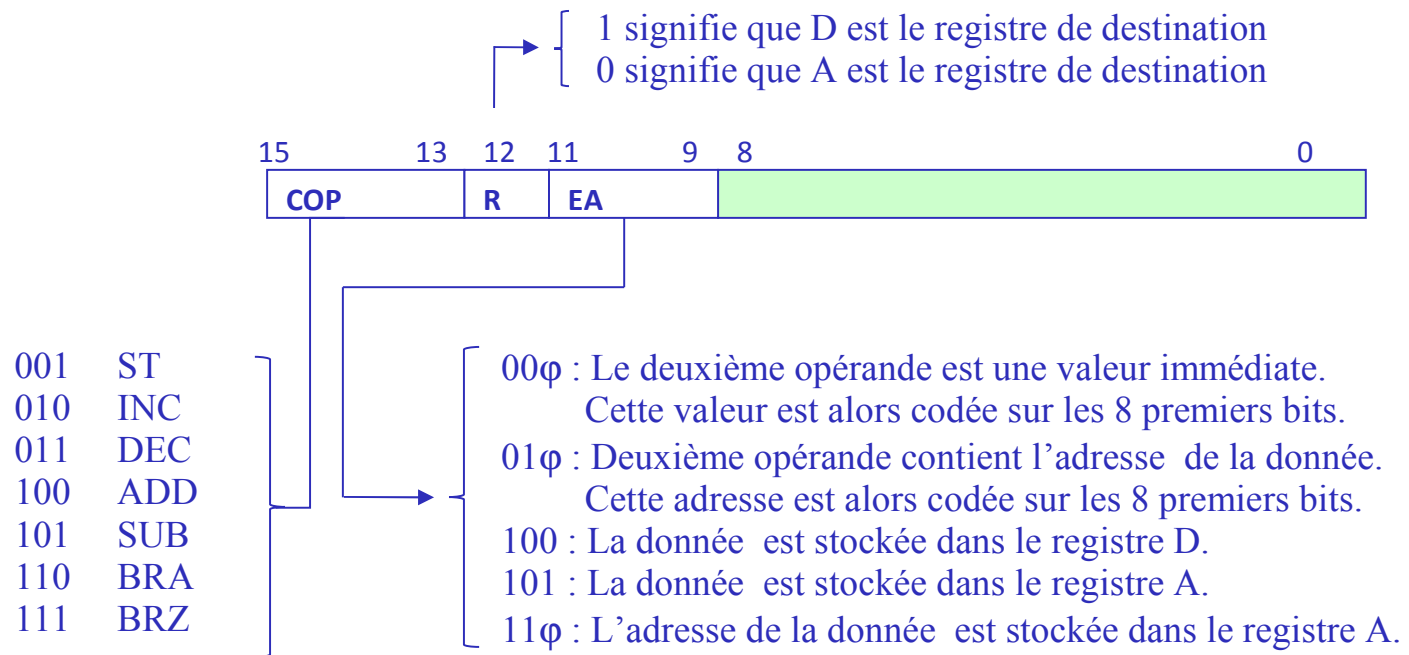 1 signifie que D est le registre de destination
0 signifie que A est le registre de destination
15 13 12 11 9 8 0
COP R EA
001 ST
010 INC
011 DEC
100 ADD
101 SUB
110 BRA
111 BRZ
00φ : Le deuxième opérande est une valeur immédiate.
Cette valeur est alors codée sur les 8 premiers bits.
01φ : Deuxième opérande contient l’adresse de la donnée.
Cette adresse est alors codée sur les 8 premiers bits.
100 : La donnée est stockée dans le registre D.
101 : La donnée est stockée dans le registre A.
11φ : L’adresse de la donnée est stockée dans le registre A.